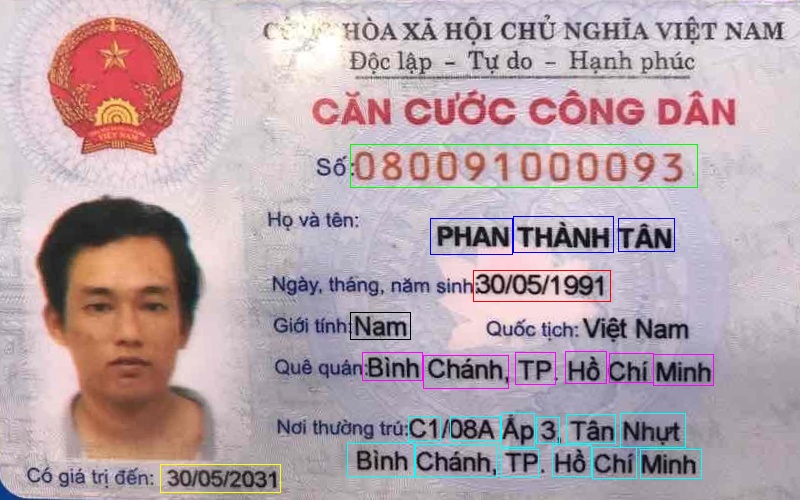 HÒA XÃ HỘI CHỦ NGHĨA VIỆT NAM
Độc lập - Tự do - Hạnh phúc
CĂN CƯỚC CÔNG DÂN
Số: 080091000093
Họ và tên:
PHAN THÀNH TÂN
Ngày, tháng, năm sinh: 30/05/1991
Giới tính: Nam Quốc tịch: Việt Nam
Quê quán: Bình Chánh, TP. Hồ Chí Minh
Nơi thường trú: C1/08A Ấp 3, Tân Nhựt
Bình Chánh, TP. Hồ Chí Minh
Có giá trị đến: 30/05/2031